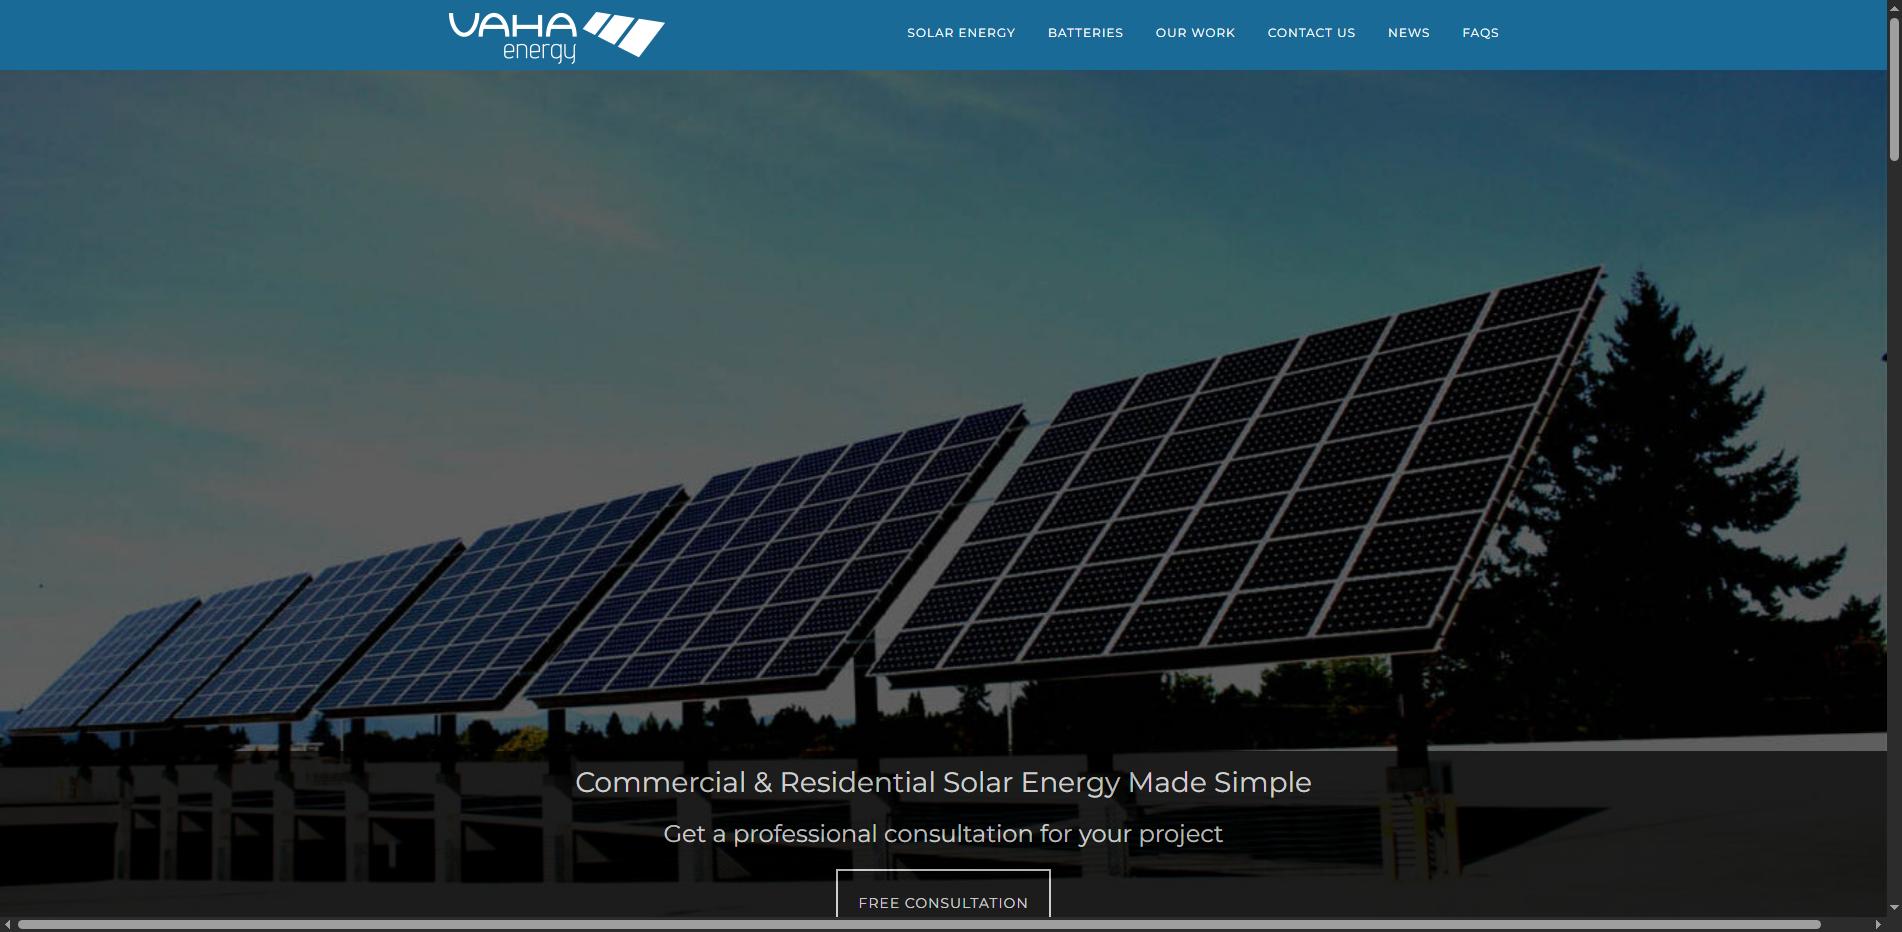 VAHA
energy
SOLAR ENERGY BATTERIES OUR WORK CONTACT US NEWS FAQS
Commercial & Residential Solar Energy Made Simple
Get a professional consultation for your project
FREE CONSULTATION